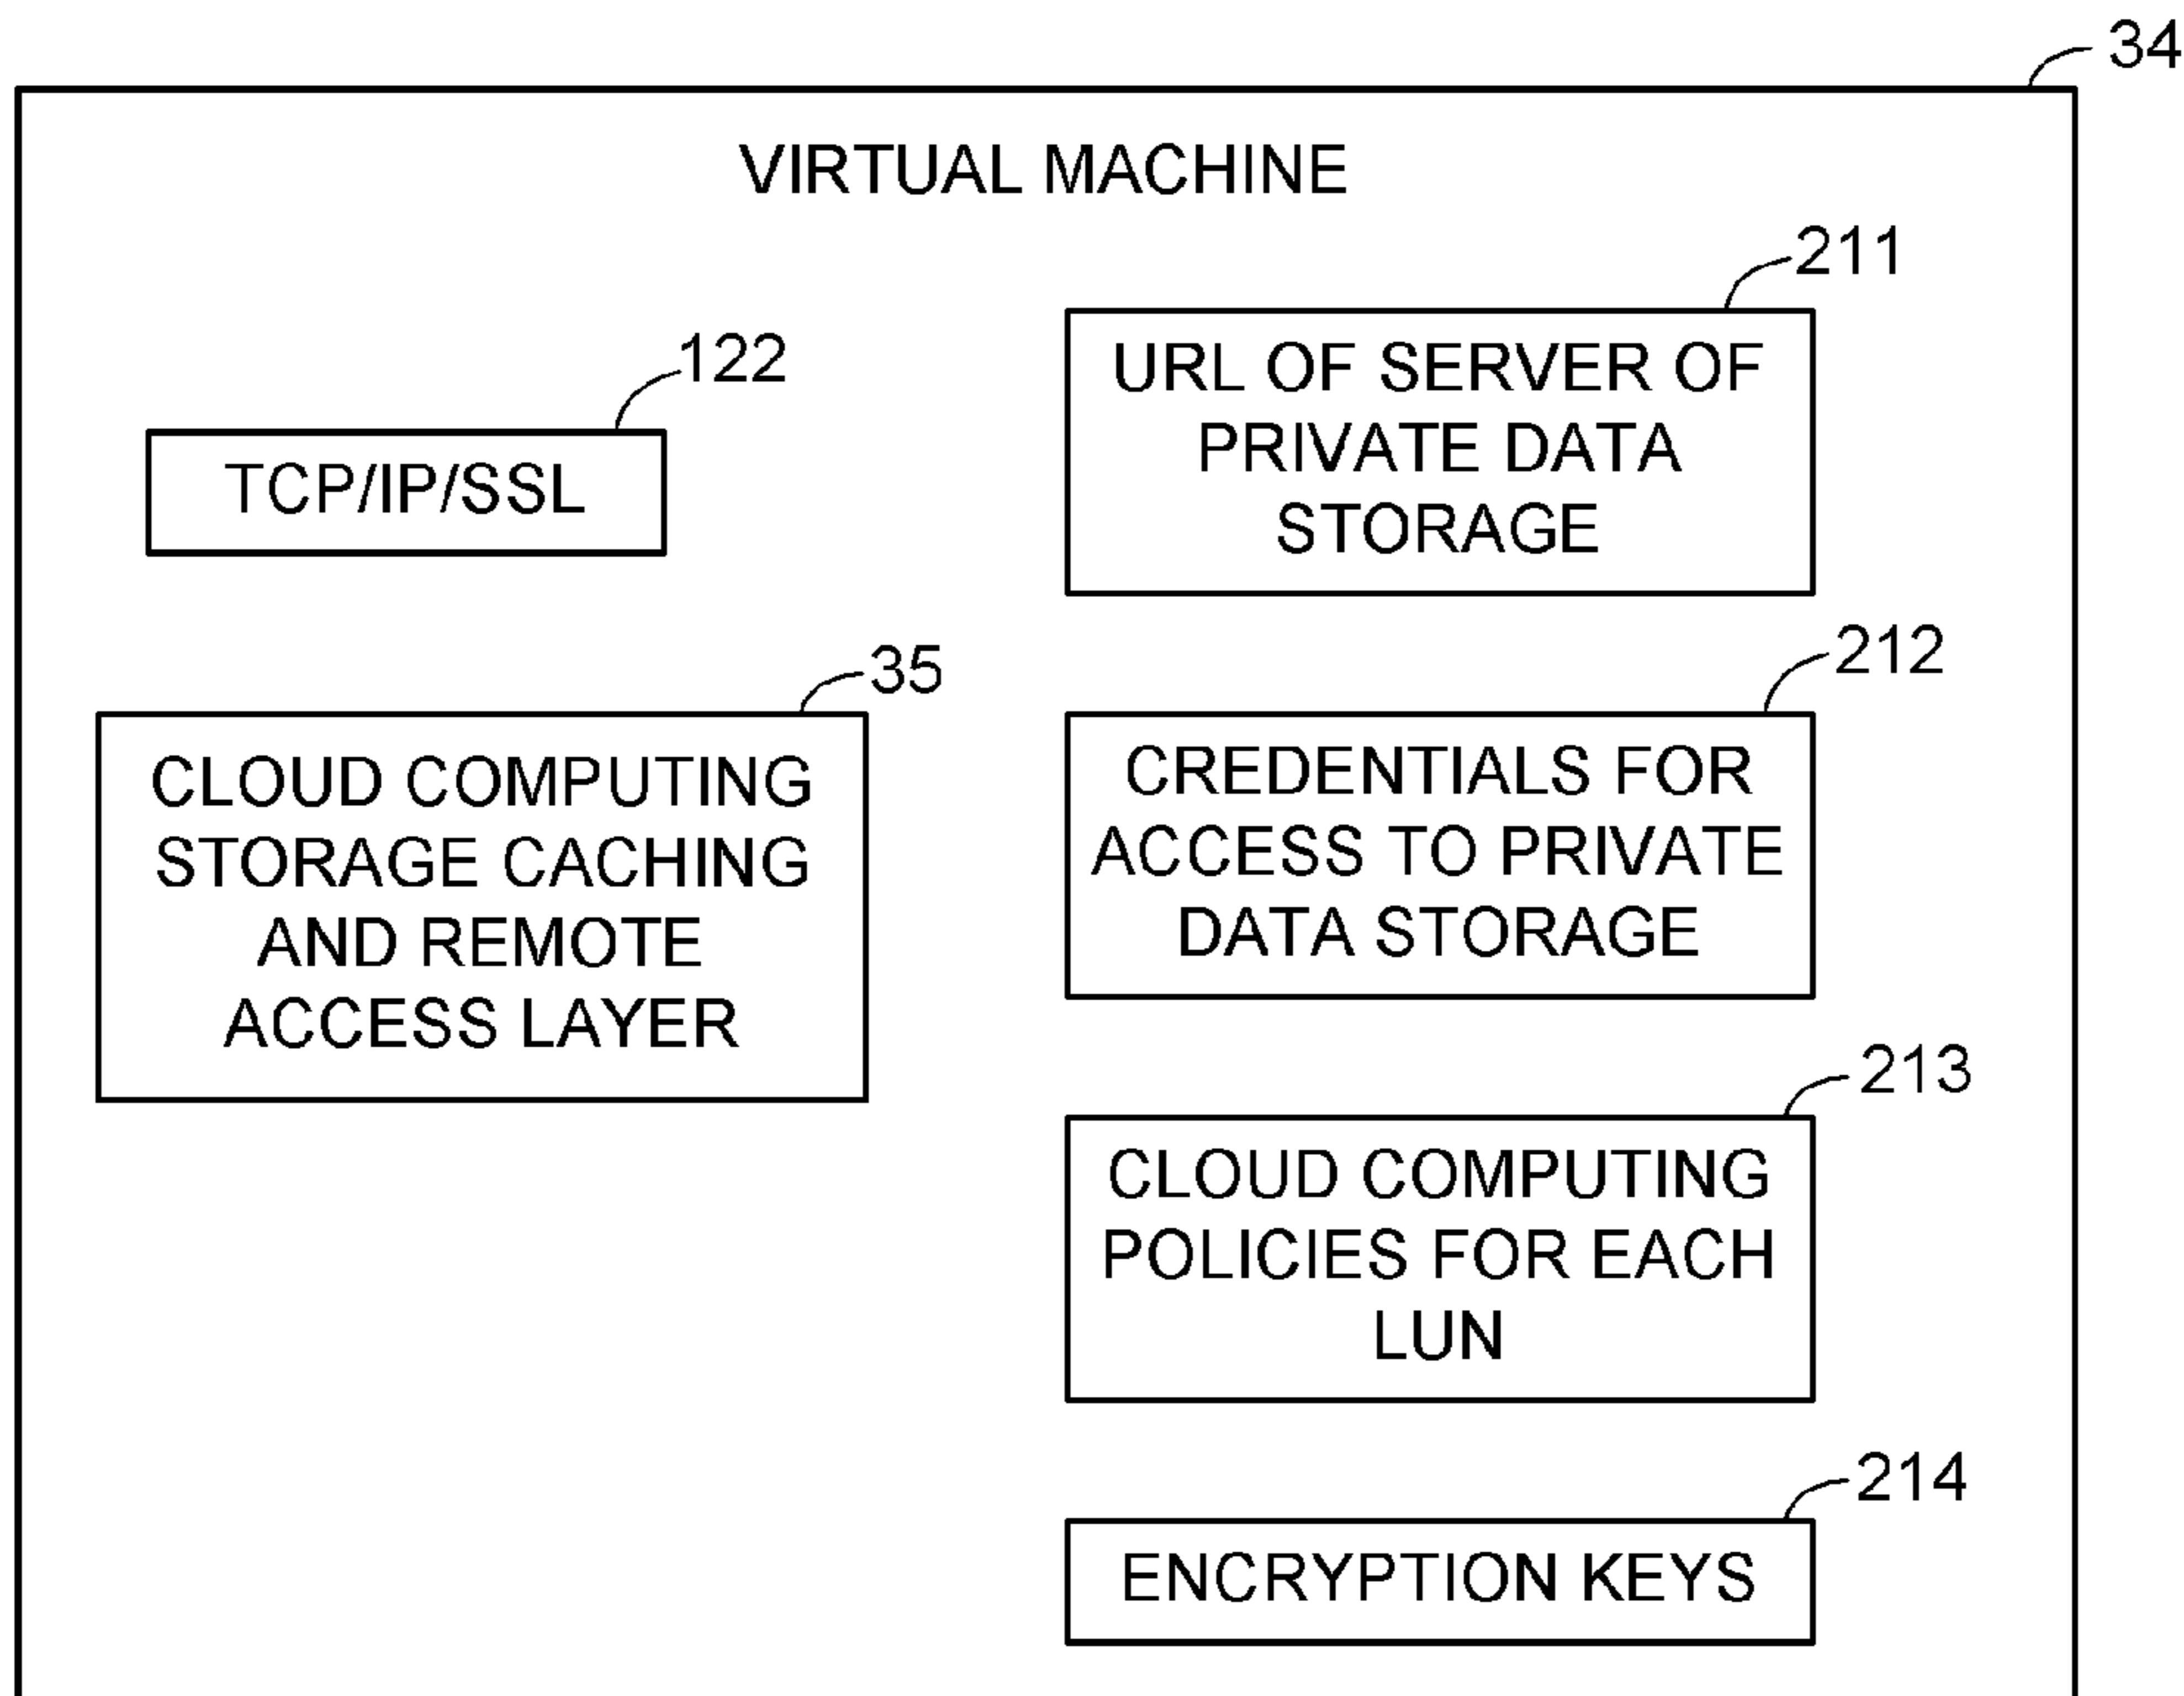 34
VIRTUAL MACHINE
211
URL OF SERVER OF
PRIVATE DATA
STORAGE
122
TCP/IP/SSL
35
CLOUD COMPUTING
STORAGE CACHING
AND REMOTE
ACCESS LAYER
212
CREDENTIALS FOR
ACCESS TO PRIVATE
DATA STORAGE
213
CLOUD COMPUTING
POLICIES FOR EACH
LUN
214
ENCRYPTION KEYS